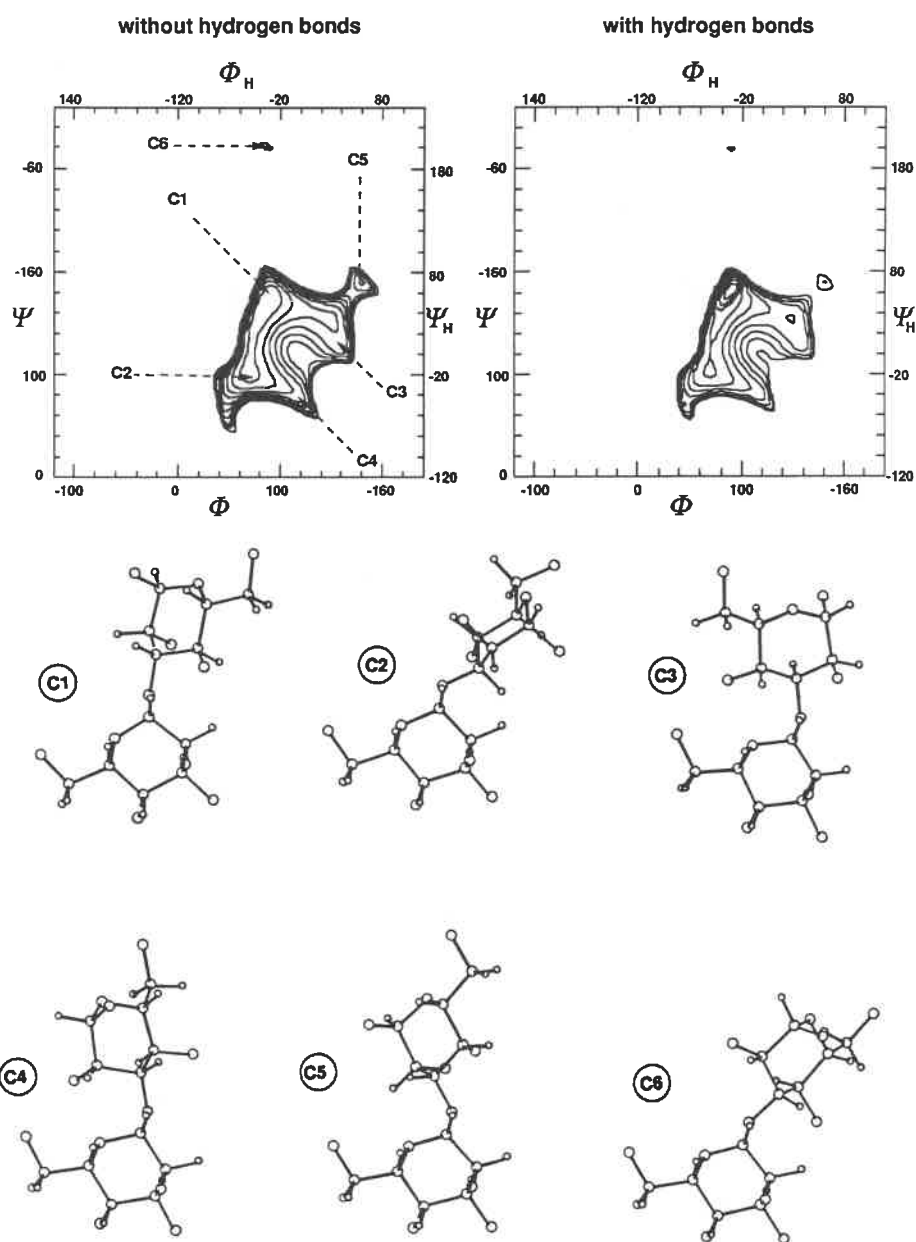 without hydrogen bonds
with hydrogen bonds
Φ H
Φ H
140 -120 -20 80
140 -120 -20 80
C6
C5
-60
180
-60
180
C1
-160
80
-160
80
Ψ
Ψ H
Ψ
Ψ H
C2
100
-20
100
-20
C3
C4
0
-120
0
-120
-100 0 100 -160
-100 0 100 -160
Φ
Φ
C1
C2
C3
C4
C5
C6